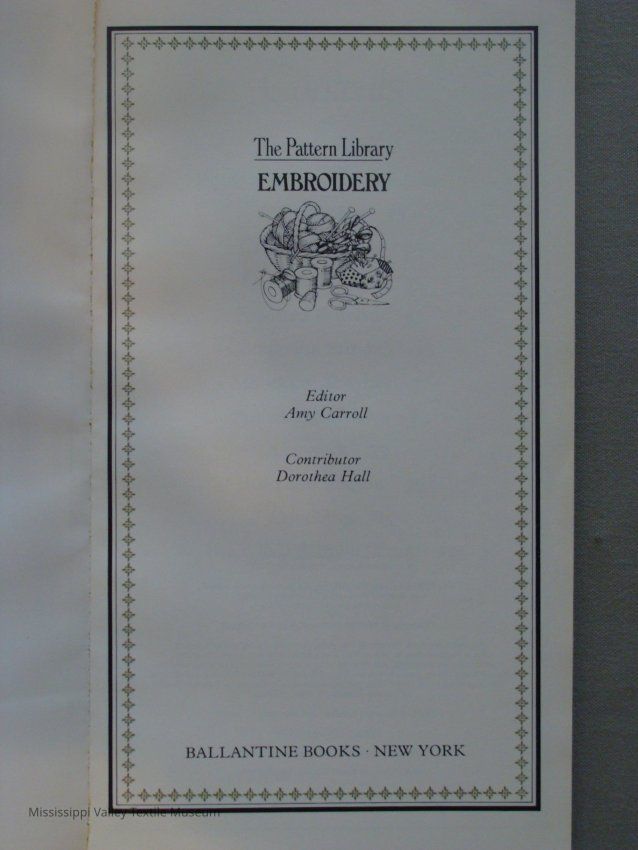 The Pattern Library
EMBROIDERY
Editor
Amy Carroll
Contributor
Dorothea Hall
BALLANTINE BOOKS · NEW YORK
Mississippi Valley Textile Museum